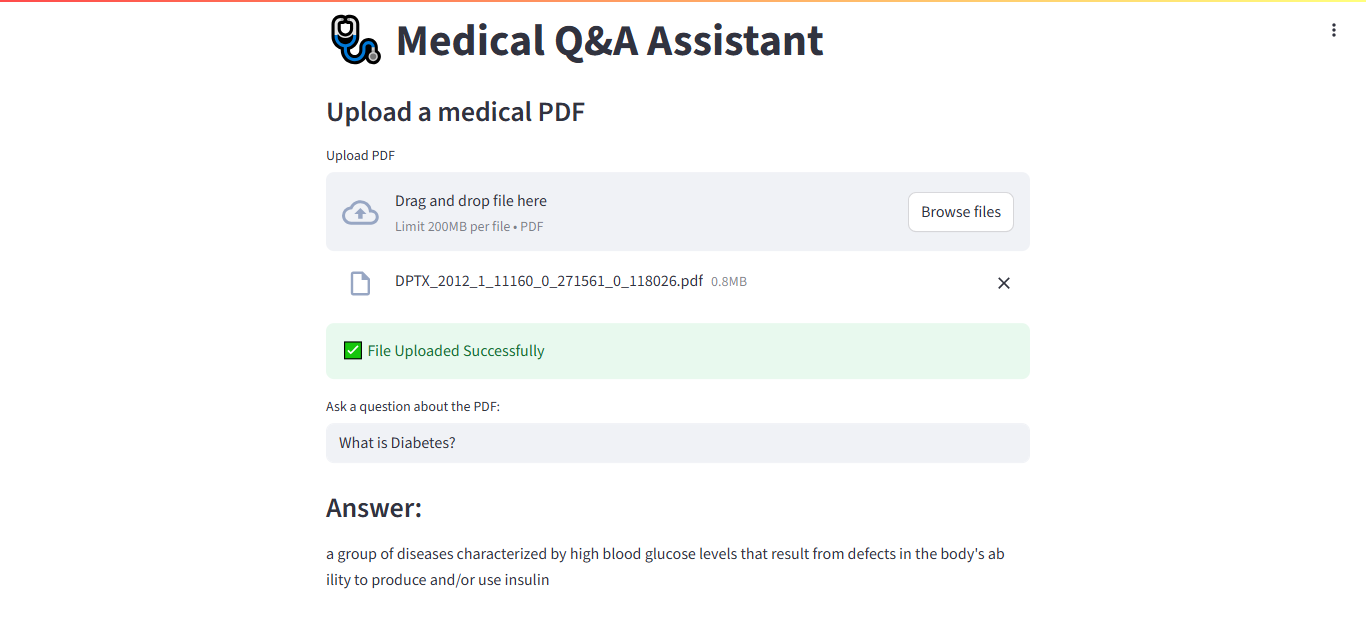 Medical Q&A Assistant
Upload a medical PDF
Upload PDF
Drag and drop file here
Limit 200MB per file • PDF
Browse files
DPTX_2012_1_11160_0_271561_0_118026.pdf 0.8MB
File Uploaded Successfully
Ask a question about the PDF:
What is Diabetes?
Answer:
a group of diseases characterized by high blood glucose levels that result from defects in the body's ab
ility to produce and/or use insulin